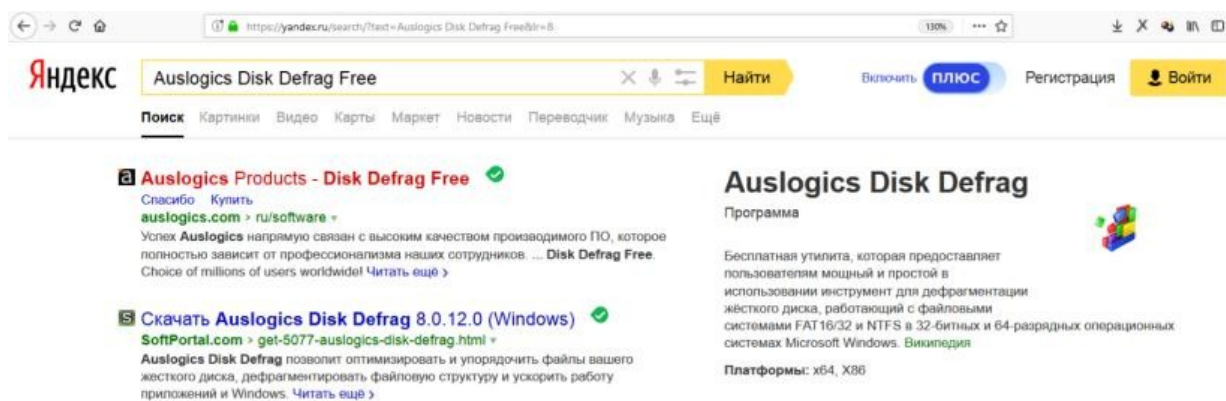 https://yandex.ru/search/?text=Auslogics Disk Defrag Free&lr=8
130%
Яндекс
Auslogics Disk Defrag Free
Найти
Включить ПЛЮС
Регистрация
Войти
Поиск Картинки Видео Карты Маркет Новости Переводчик Музыка Ещё
Auslogics Products - Disk Defrag Free
Спасибо Купить
auslogics.com › ru/software
Успех Auslogics напрямую связан с высоким качеством производимого ПО, которое
полностью зависит от профессионализма наших сотрудников. ... Disk Defrag Free.
Choice of millions of users worldwide! Читать ещё ›
Скачать Auslogics Disk Defrag 8.0.12.0 (Windows)
SoftPortal.com › get-5077-auslogics-disk-defrag.html
Auslogics Disk Defrag позволит оптимизировать и упорядочить файлы вашего
жесткого диска, дефрагментировать файловую структуру и ускорить работу
приложений и Windows. Читать ещё ›
Auslogics Disk Defrag
Программа
Бесплатная утилита, которая предоставляет
пользователям мощный и простой в
использовании инструмент для дефрагментации
жёсткого диска, работающий с файловыми
системами FAT16/32 и NTFS в 32-битных и 64-разрядных операционных
системах Microsoft Windows. Википедия
Платформы: x64, X86